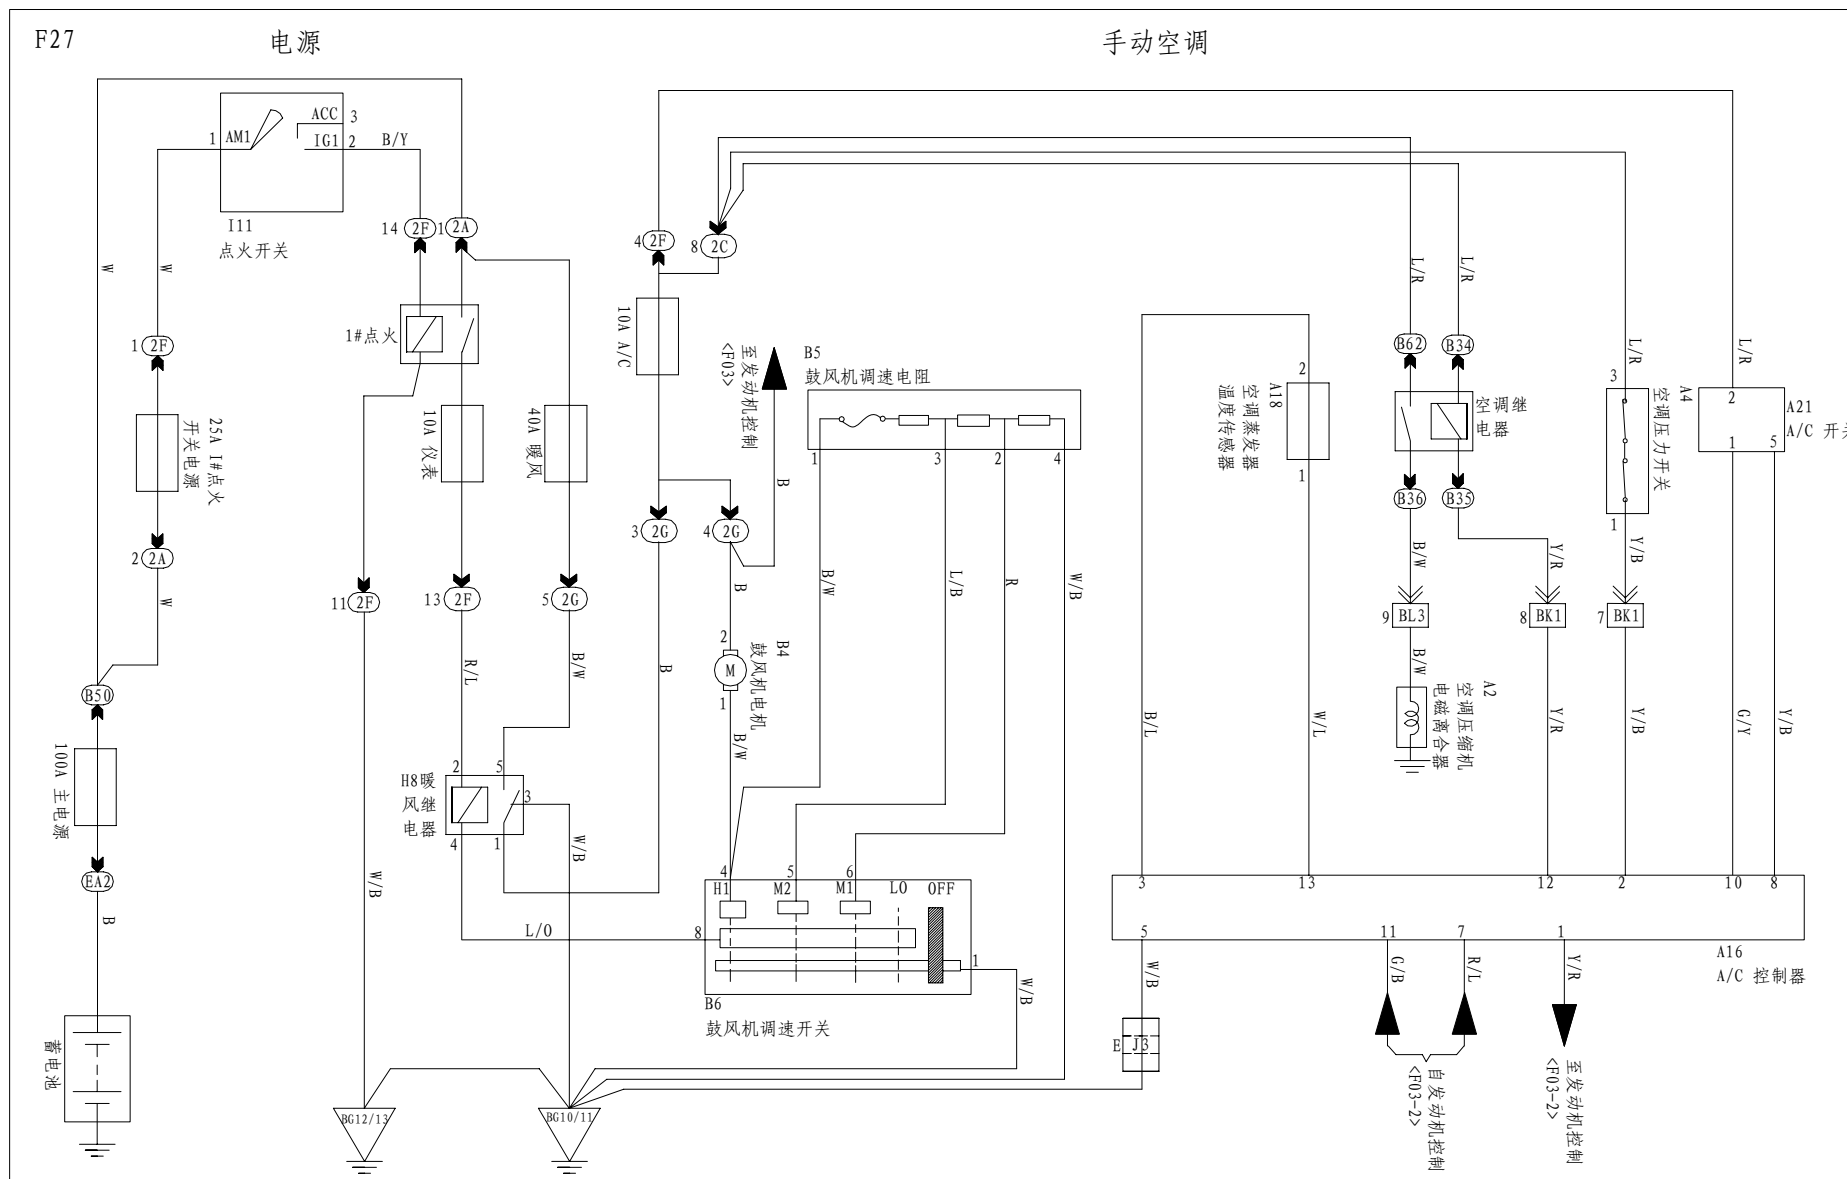 F27
电源
手动空调
ACC
3
1
AM1
IG1
2
B/Y
I11
点火开关
14
2F
1
2A
4
2F
8
2C
W
W
L/R
L/R
1#点火
10A A/C
至发动机控制
<F03>
B5
鼓风机调速电阻
1
2F
B62
B34
L/R
L/R
2
A18
空调蒸发器
温度传感器
1
空调继
电器
3
A4
空调压力开关
1
2
A21
A/C 开关
1
5
25A I#点火
开关电源
10A 仪表
40A 暖风
1
3
2
4
B
B36
B35
3
2G
4
2G
2
2A
W
B/W
Y/R
Y/B
B
B/W
L/B
R
W/B
11
2F
13
2F
5
2G
9
BL3
8
BK1
7
BK1
R/L
B/W
B
2
M
1
B4
鼓风机电机
B/W
B/W
A2
空调压缩机
电磁离合器
B50
100A 主电源
B/L
W/L
Y/R
Y/B
G/Y
Y/B
H8暖
风继
电器
2
5
3
4
1
W/B
EA2
B
W/B
4
5
6
H1
M2
M1
LO
OFF
L/O
8
1
B6
鼓风机调速开关
W/B
3
13
12
2
10
8
5
11
7
1
A16
A/C 控制器
W/B
G/B
R/L
Y/R
E
J3
蓄电池
自发动机控制
<F03-2>
至发动机控制
<F03-2>
BG12/13
BG10/11